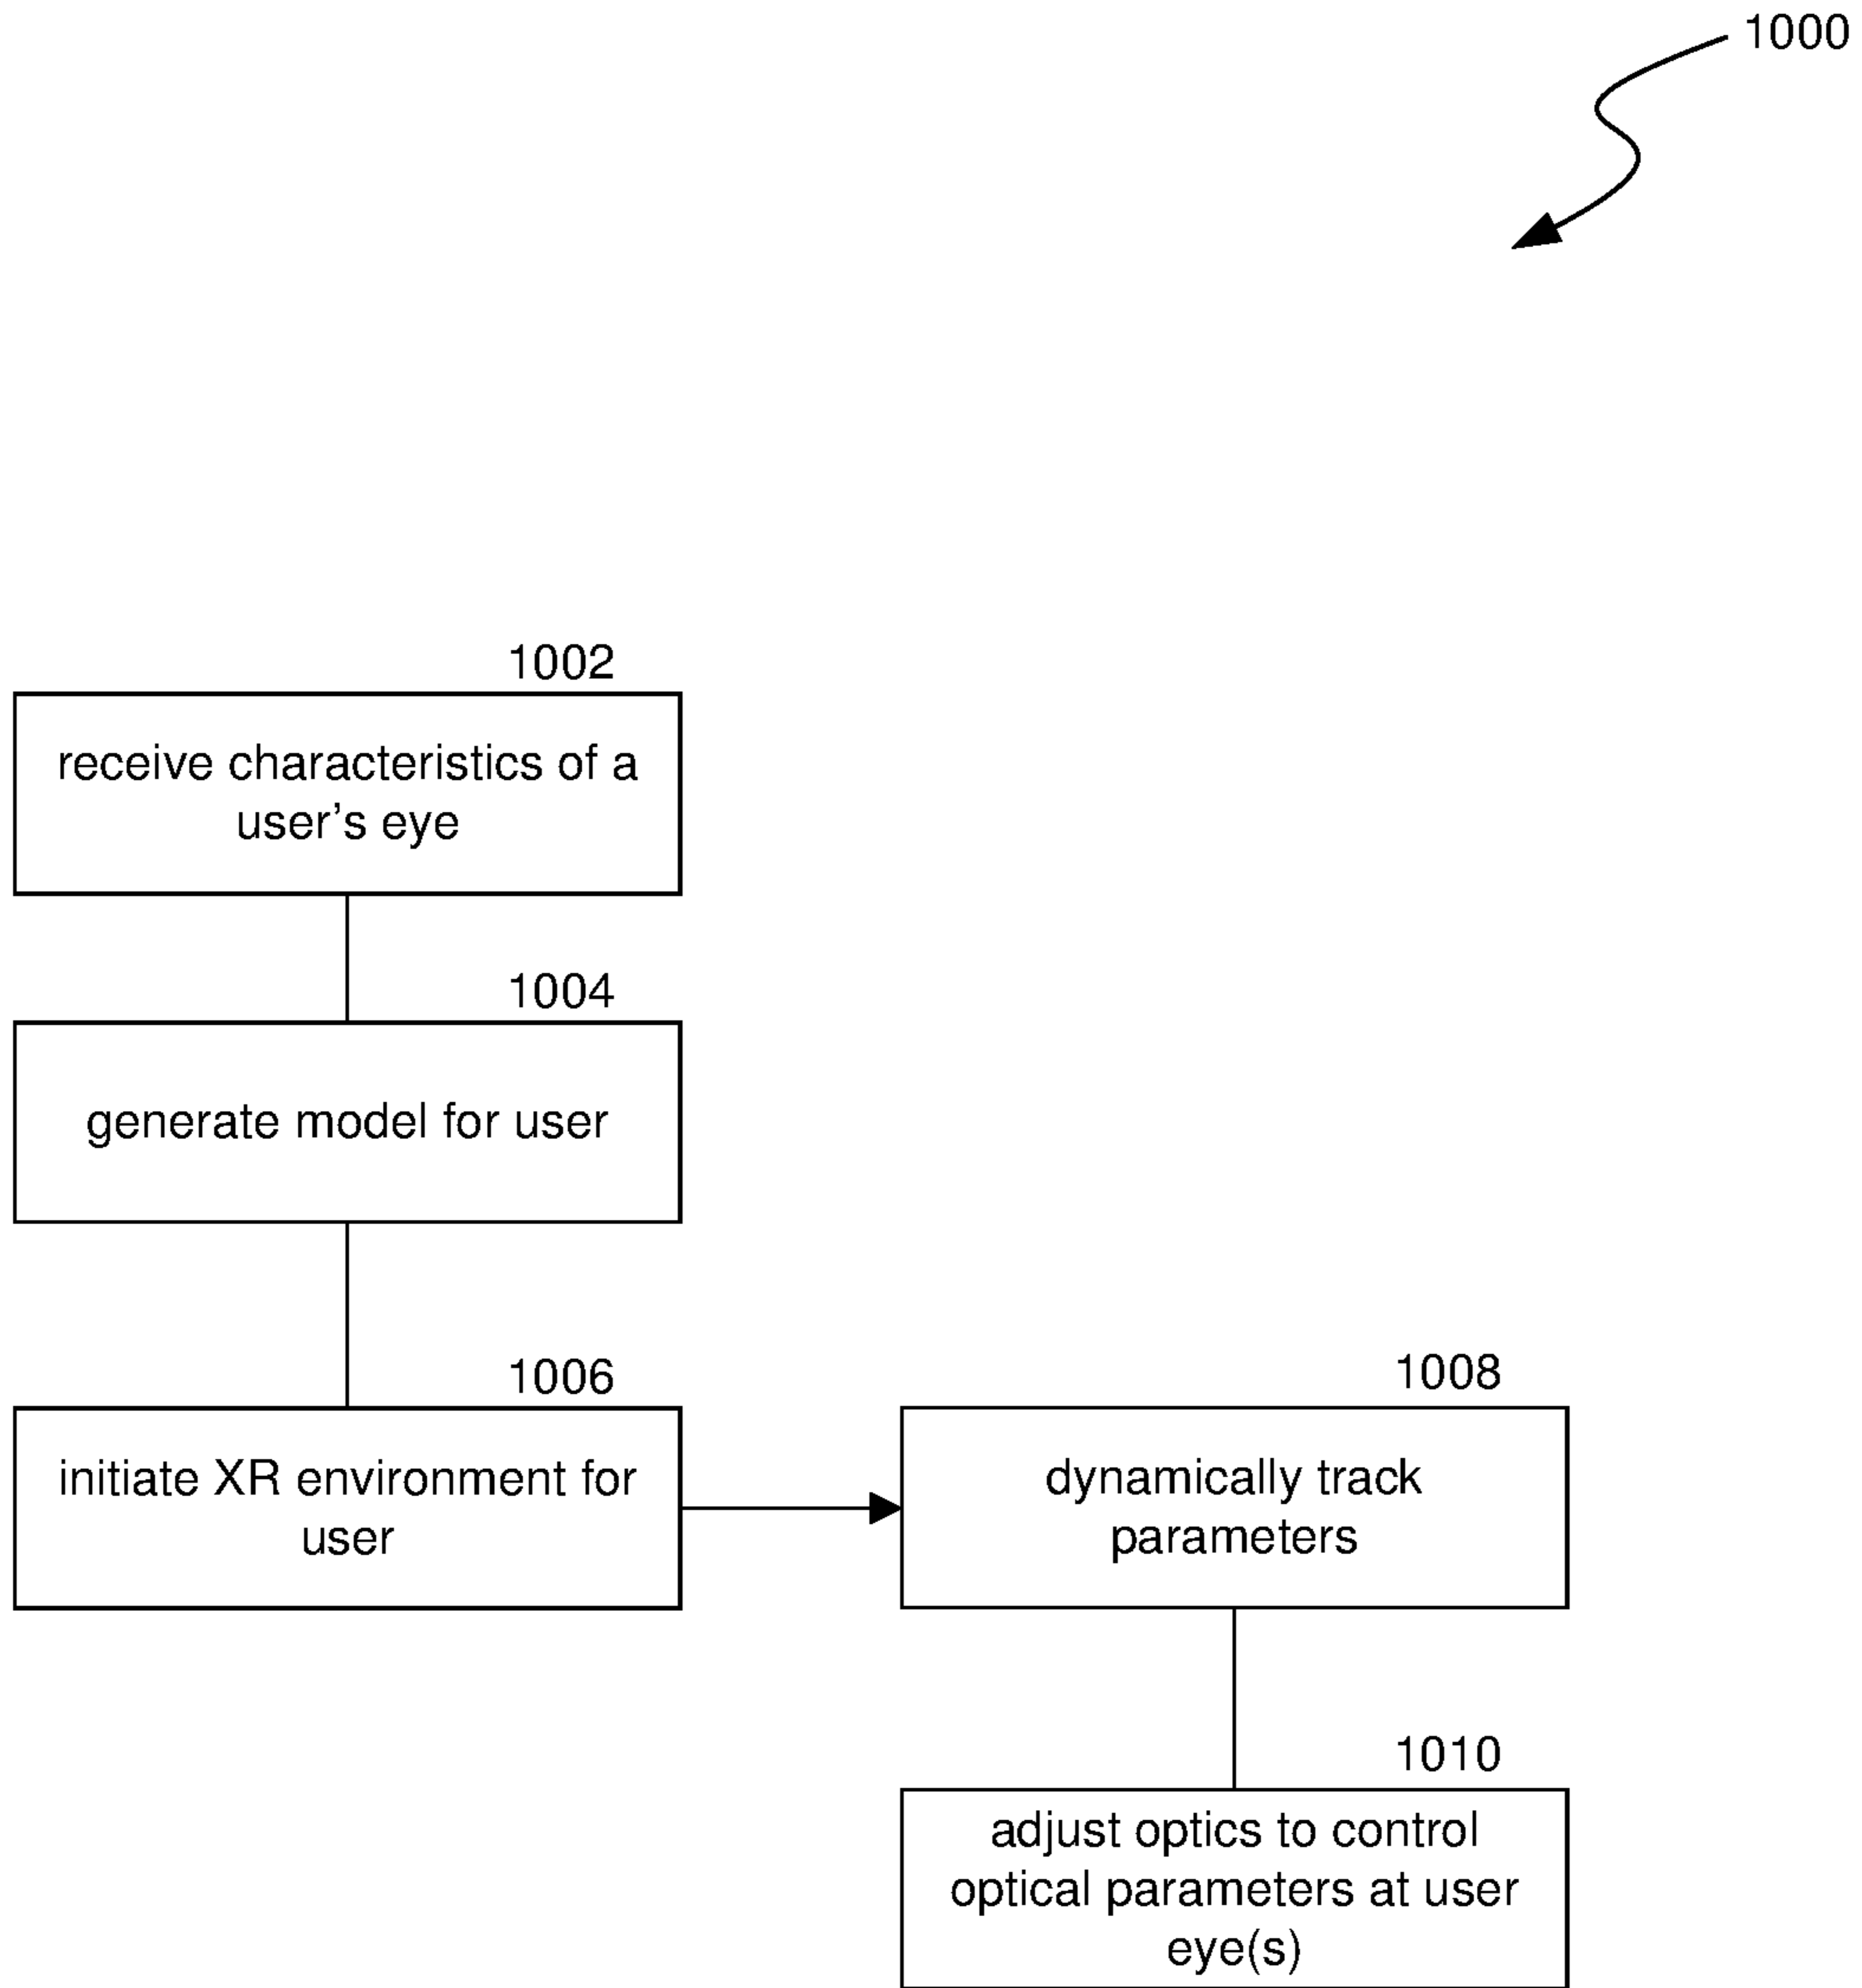 1000
1002
receive characteristics of a
user's eye
1004
generate model for user
1006
initiate XR environment for
user
1008
dynamically track
parameters
1010
adjust optics to control
optical parameters at user
eye(s)